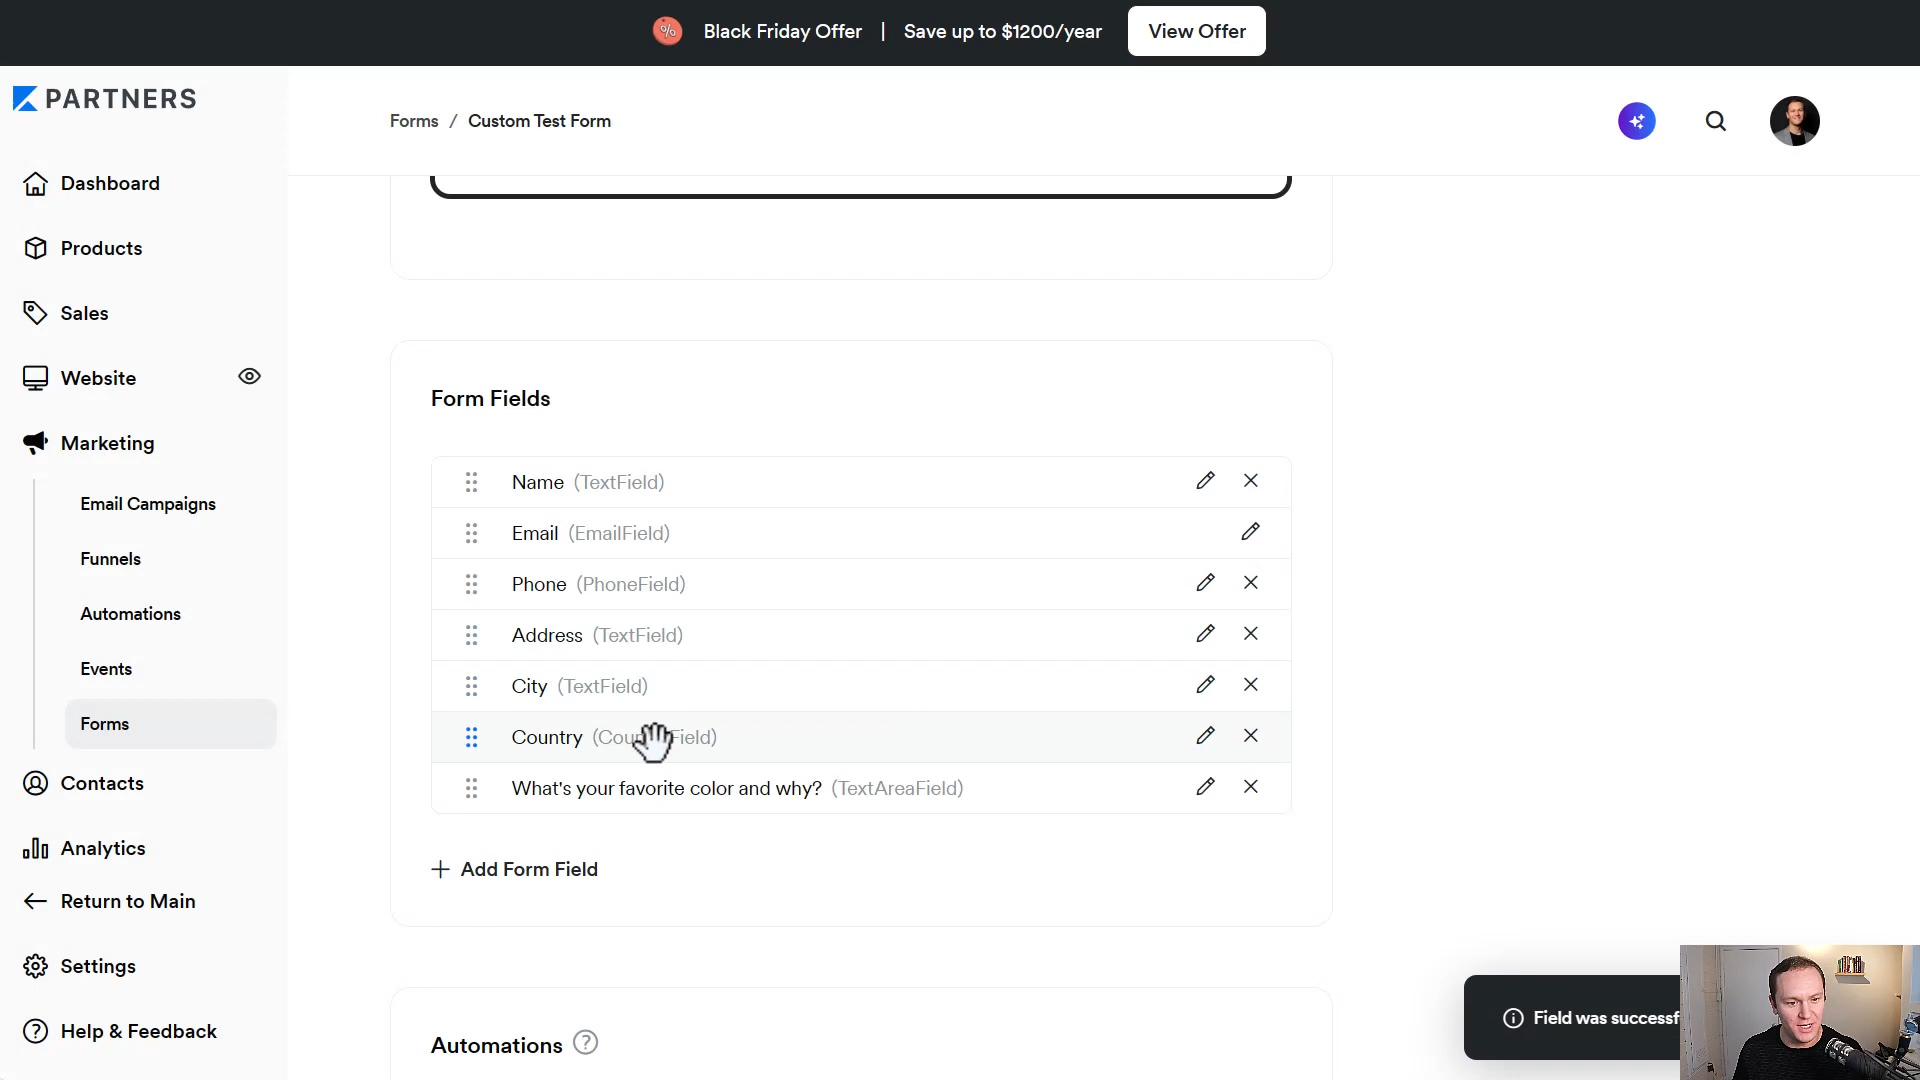 Black Friday Offer | Save up to $1200/year View Offer
PARTNERS
Forms / Custom Test Form
Dashboard
Products
Sales
Website
Marketing
Email Campaigns
Funnels
Automations
Events
Forms
Contacts
Analytics
Return to Main
Settings
Help & Feedback
Form Fields
Name (TextField)
Email (EmailField)
Phone (PhoneField)
Address (TextField)
City (TextField)
Country
What's your favorite color and why? (TextAreaField)
+ Add Form Field
Automations ?
Field was